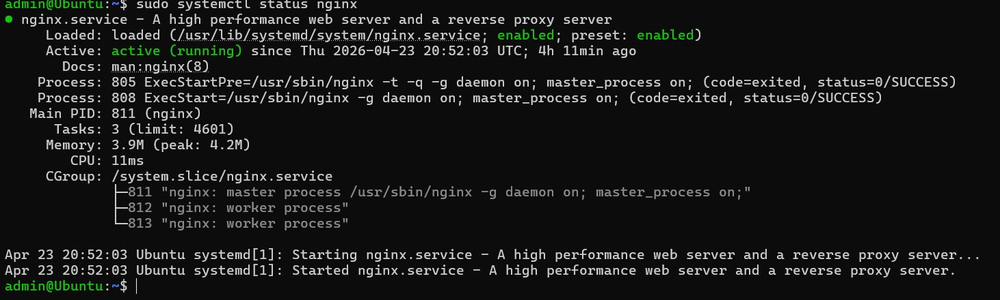 admin@Ubuntu:~$ sudo systemctl status nginx
● nginx.service - A high performance web server and a reverse proxy server
     Loaded: loaded (/usr/lib/systemd/system/nginx.service; enabled; preset: enabled)
     Active: active (running) since Thu 2026-04-23 20:52:03 UTC; 4h 11min ago
       Docs: man:nginx(8)
    Process: 805 ExecStartPre=/usr/sbin/nginx -t -q -g daemon on; master_process on; (code=exited, status=0/SUCCESS)
    Process: 808 ExecStart=/usr/sbin/nginx -g daemon on; master_process on; (code=exited, status=0/SUCCESS)
   Main PID: 811 (nginx)
      Tasks: 3 (limit: 4601)
     Memory: 3.9M (peak: 4.2M)
        CPU: 11ms
     CGroup: /system.slice/nginx.service
             ├─811 "nginx: master process /usr/sbin/nginx -g daemon on; master_process on;"
             ├─812 "nginx: worker process"
             └─813 "nginx: worker process"

Apr 23 20:52:03 Ubuntu systemd[1]: Starting nginx.service - A high performance web server and a reverse proxy server...
Apr 23 20:52:03 Ubuntu systemd[1]: Started nginx.service - A high performance web server and a reverse proxy server.
admin@Ubuntu:~$